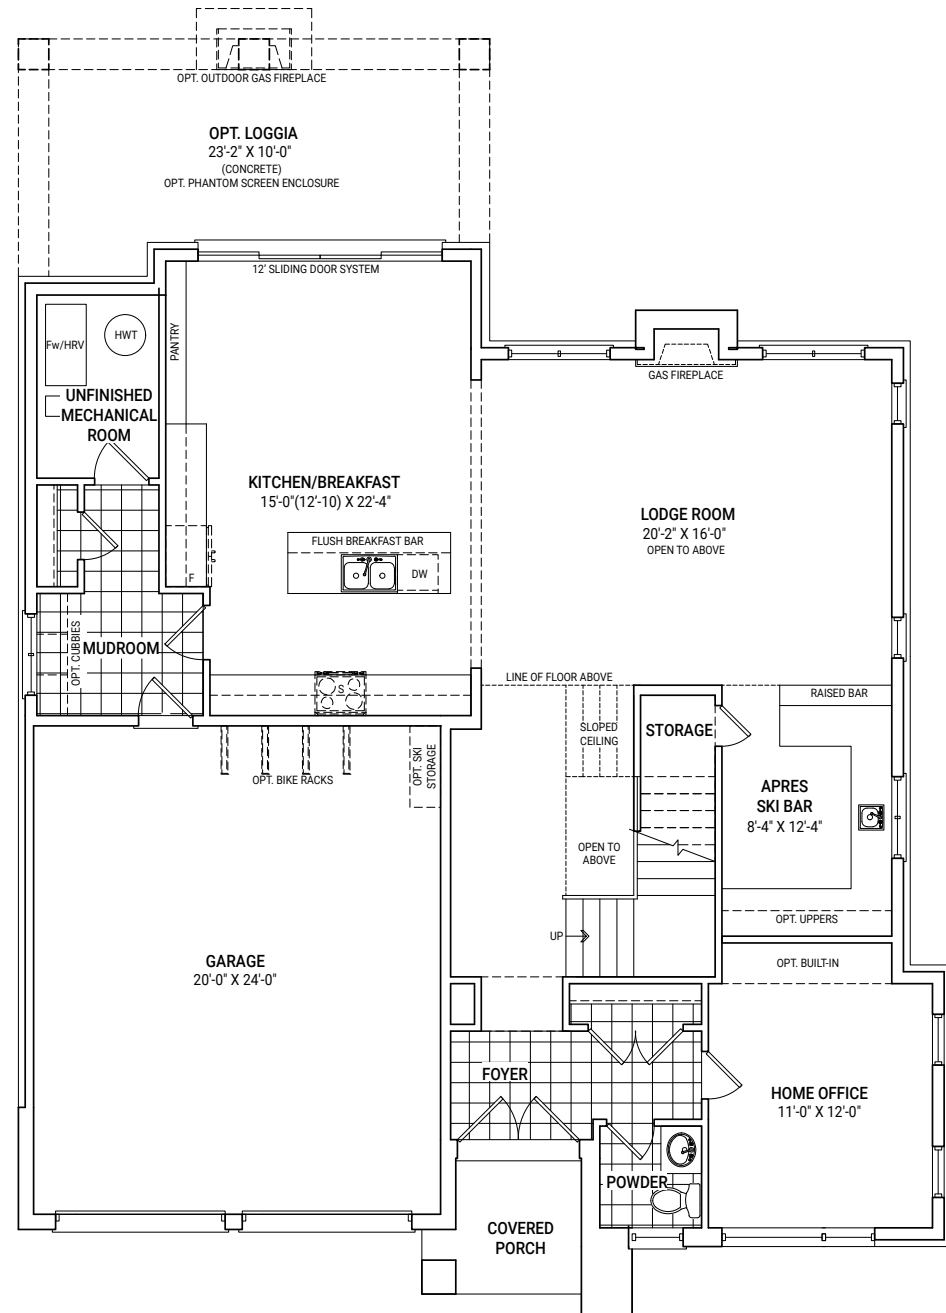 OPT. OUTDOOR GAS FIREPLACE
OPT. LOGGIA
23'-2" X 10'-0"
(CONCRETE)
OPT. PHANTOM SCREEN ENCLOSURE
12' SLIDING DOOR SYSTEM
Fw/HRV
HWT
PANTRY
UNFINISHED
MECHANICAL
ROOM
GAS FIREPLACE
KITCHEN/BREAKFAST
15'-0"(12'-10) X 22'-4"
LODGE ROOM
20'-2" X 16'-0"
OPEN TO ABOVE
FLUSH BREAKFAST BAR
DW
F
OPT. CUBBIES
MUDROOM
S
LINE OF FLOOR ABOVE
RAISED BAR
SLOPED
CEILING
STORAGE
OPT. BIKE RACKS
OPT. SKI
STORAGE
APRES
SKI BAR
8'-4" X 12'-4"
OPEN TO
ABOVE
OPT. UPPERS
UP
GARAGE
20'-0" X 24'-0"
OPT. BUILT-IN
FOYER
HOME OFFICE
11'-0" X 12'-0"
POWDER
COVERED
PORCH